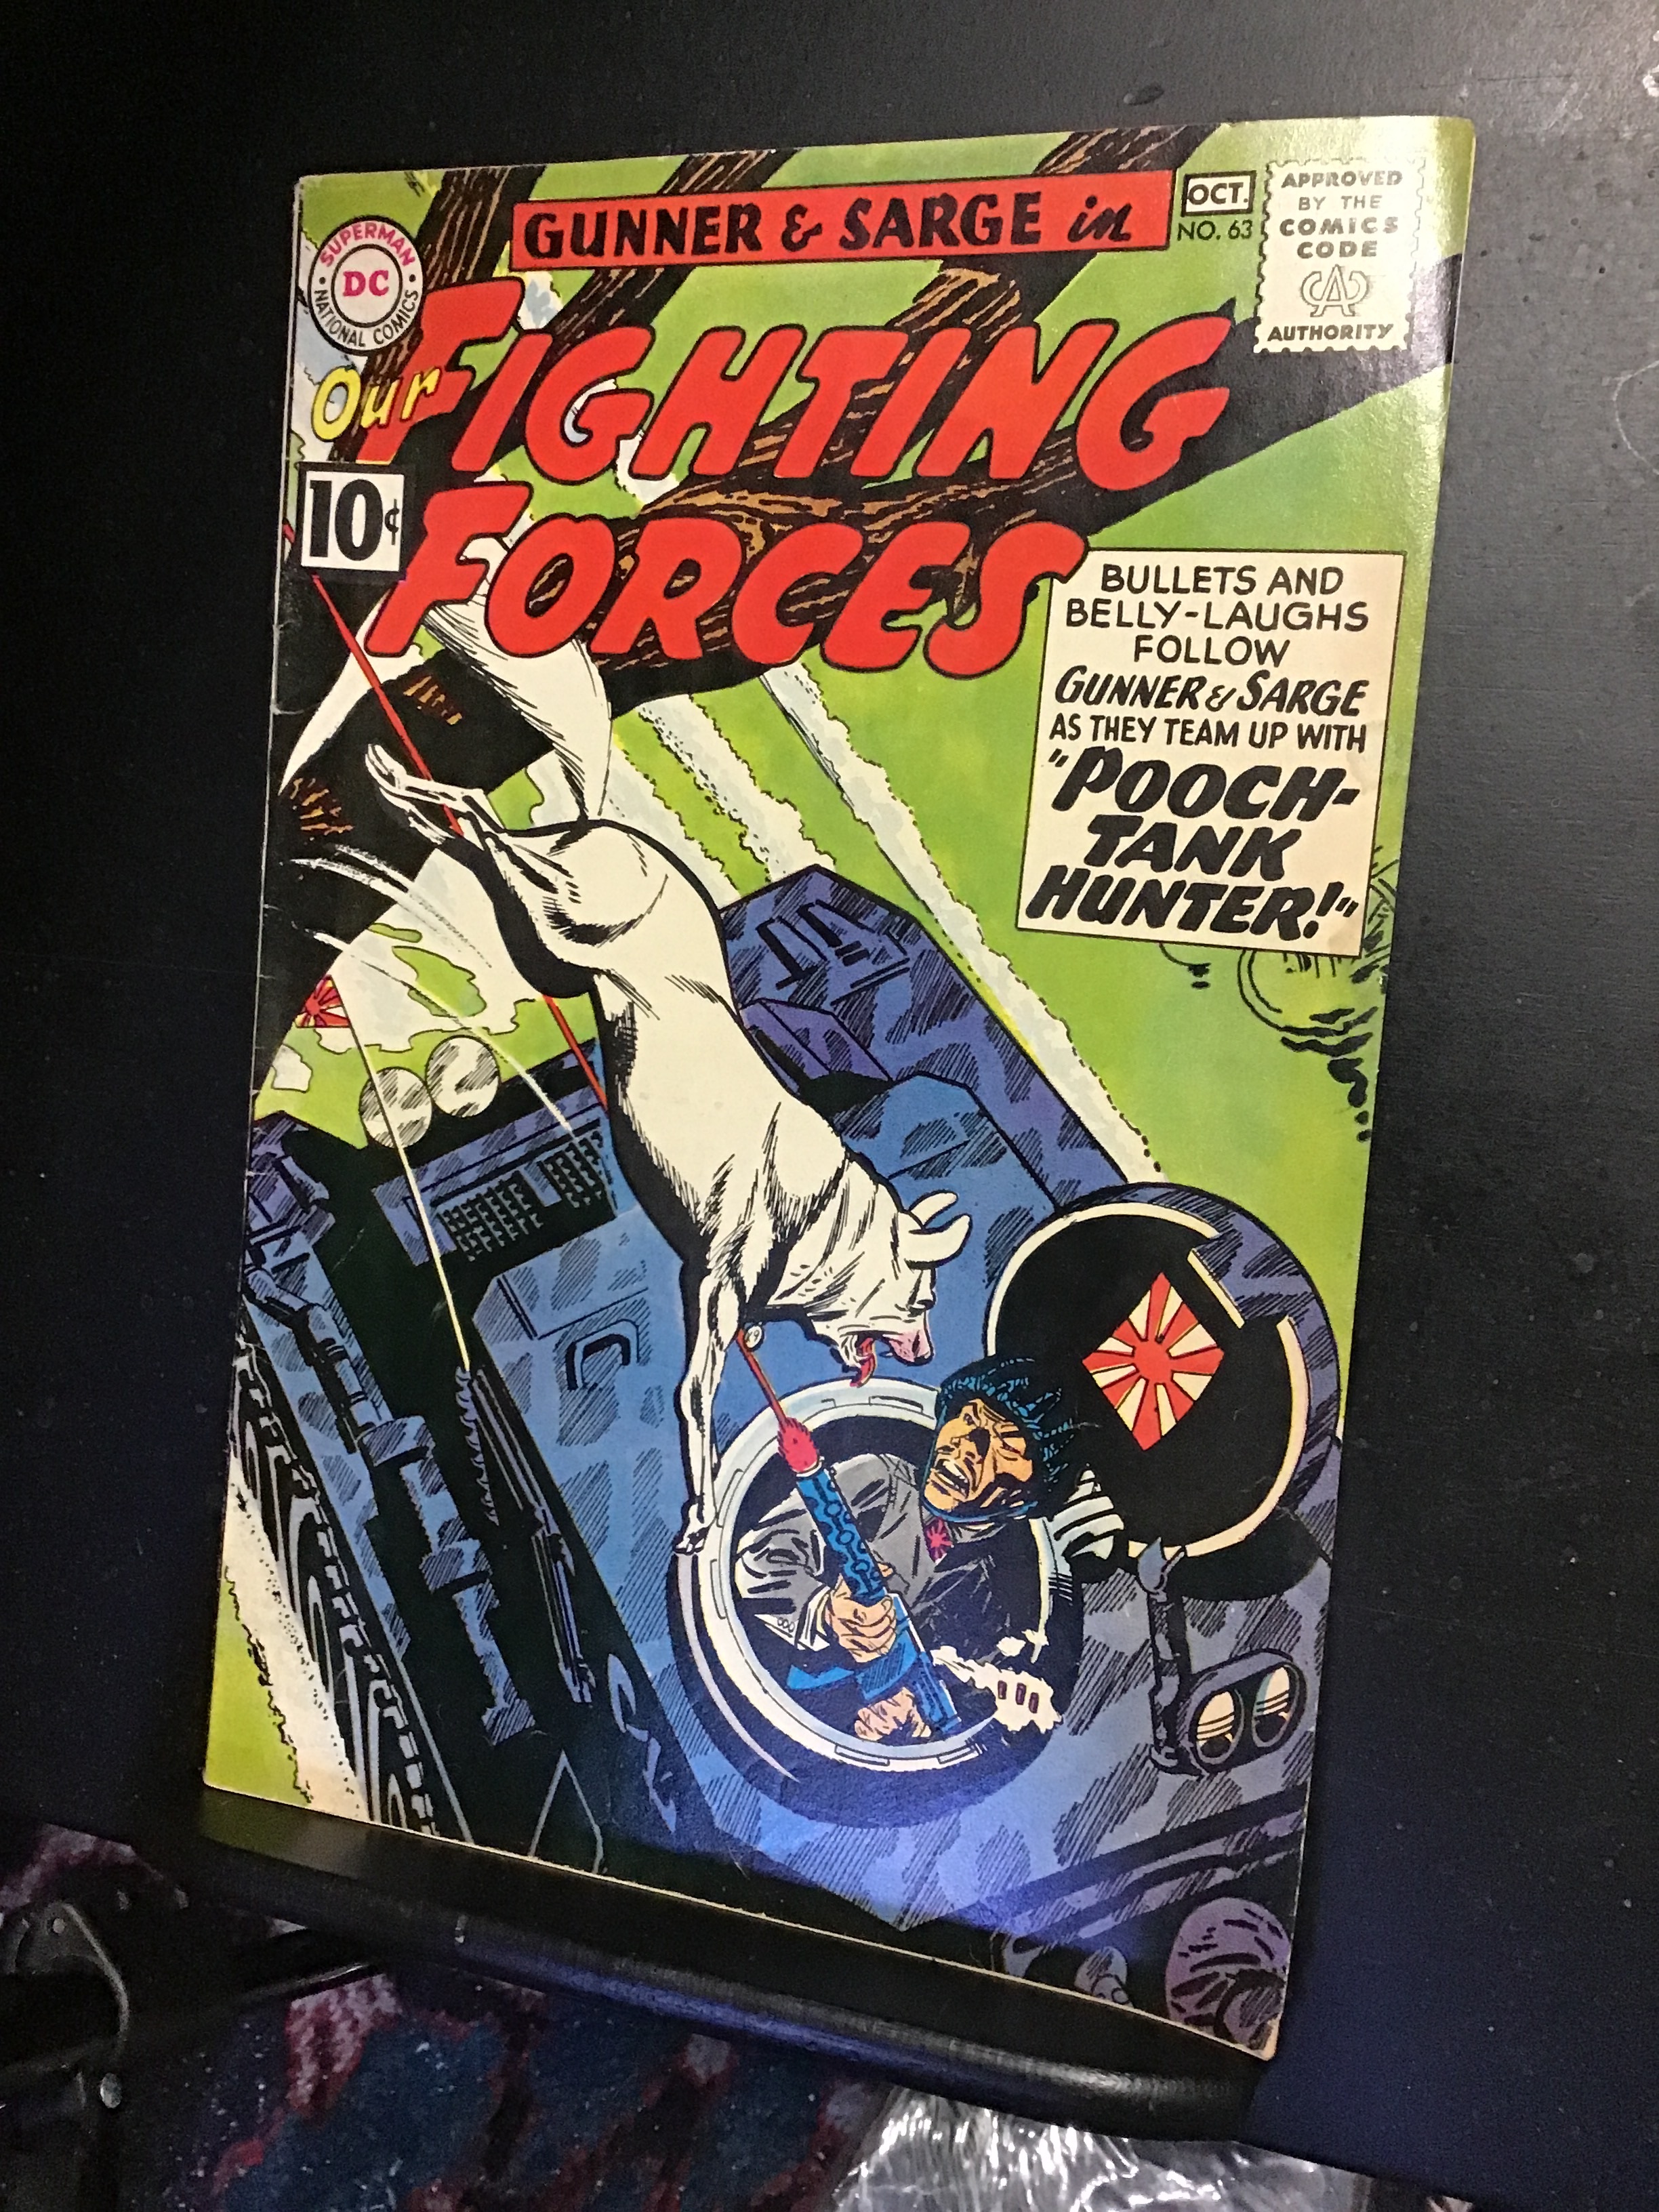 GUNNER & SARGE in
OCT.
NO. 63
APPROVED
BY THE
COMICS
CODE
CA
AUTHORITY
SUPERMAN
DC
NATIONAL COMICS
Our
FIGHTING
FORCES
10¢
BULLETS AND
BELLY-LAUGHS
FOLLOW
GUNNER & SARGE
AS THEY TEAM UP WITH
"POOCH-
TANK
HUNTER!"